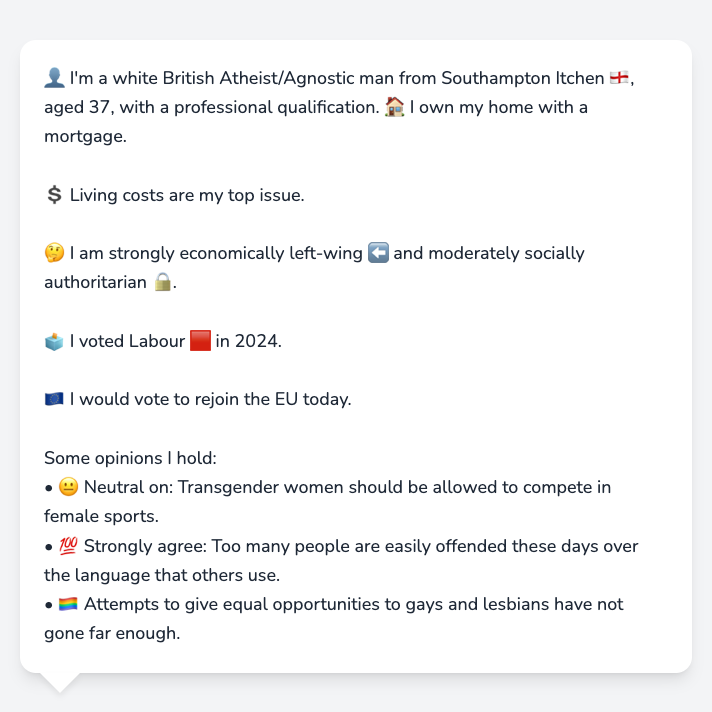 👤 I'm a white British Atheist/Agnostic man from Southampton Itchen 🏴󠁧󠁢󠁥󠁮󠁧󠁿,
aged 37, with a professional qualification. 🏠 I own my home with a
mortgage.
💲 Living costs are my top issue.
🤔 I am strongly economically left-wing ⬅️ and moderately socially
authoritarian 🔒.
🗳️ I voted Labour 🟥 in 2024.
🇪🇺 I would vote to rejoin the EU today.
Some opinions I hold:
• 😐 Neutral on: Transgender women should be allowed to compete in
female sports.
• 💯 Strongly agree: Too many people are easily offended these days over
the language that others use.
• 🏳️‍🌈 Attempts to give equal opportunities to gays and lesbians have not
gone far enough.